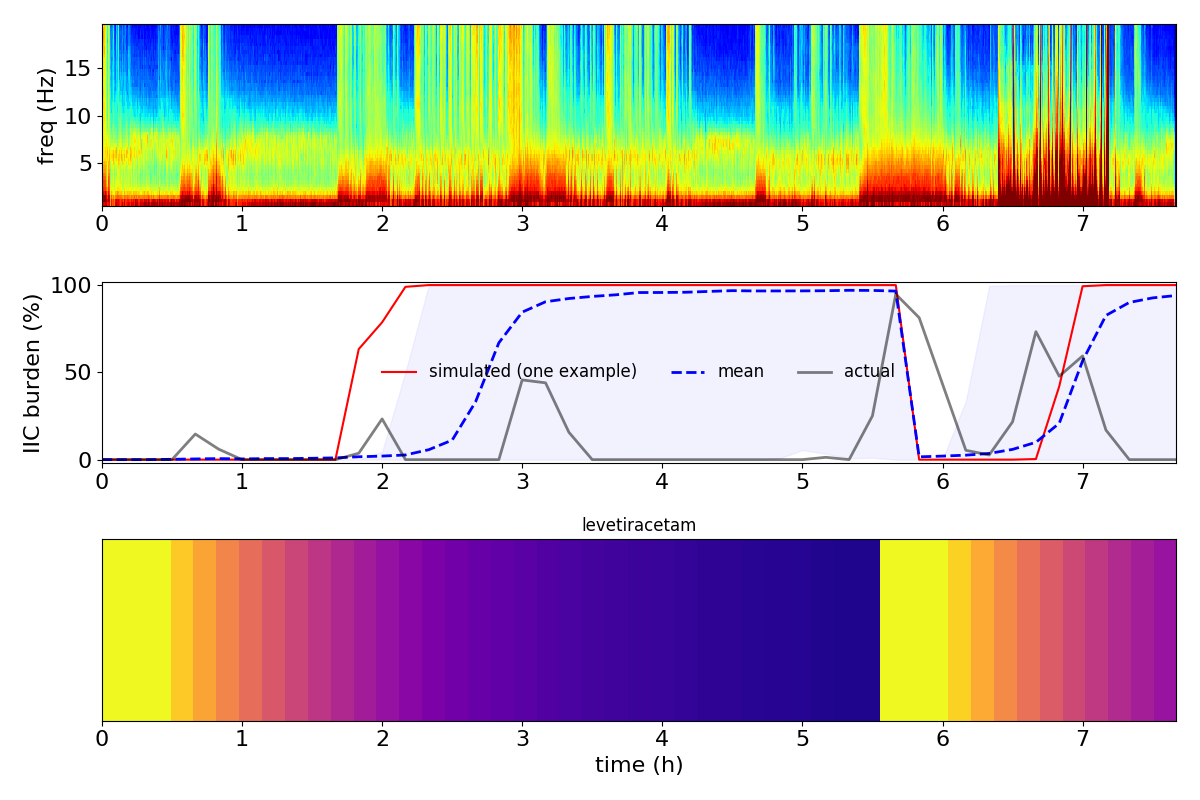 freq (Hz)
15
10
5
0 1 2 3 4 5 6 7
IIC burden (%)
100
50
0
simulated (one example) mean actual
0 1 2 3 4 5 6 7
levetiracetam
0 1 2 3 4 5 6 7
time (h)